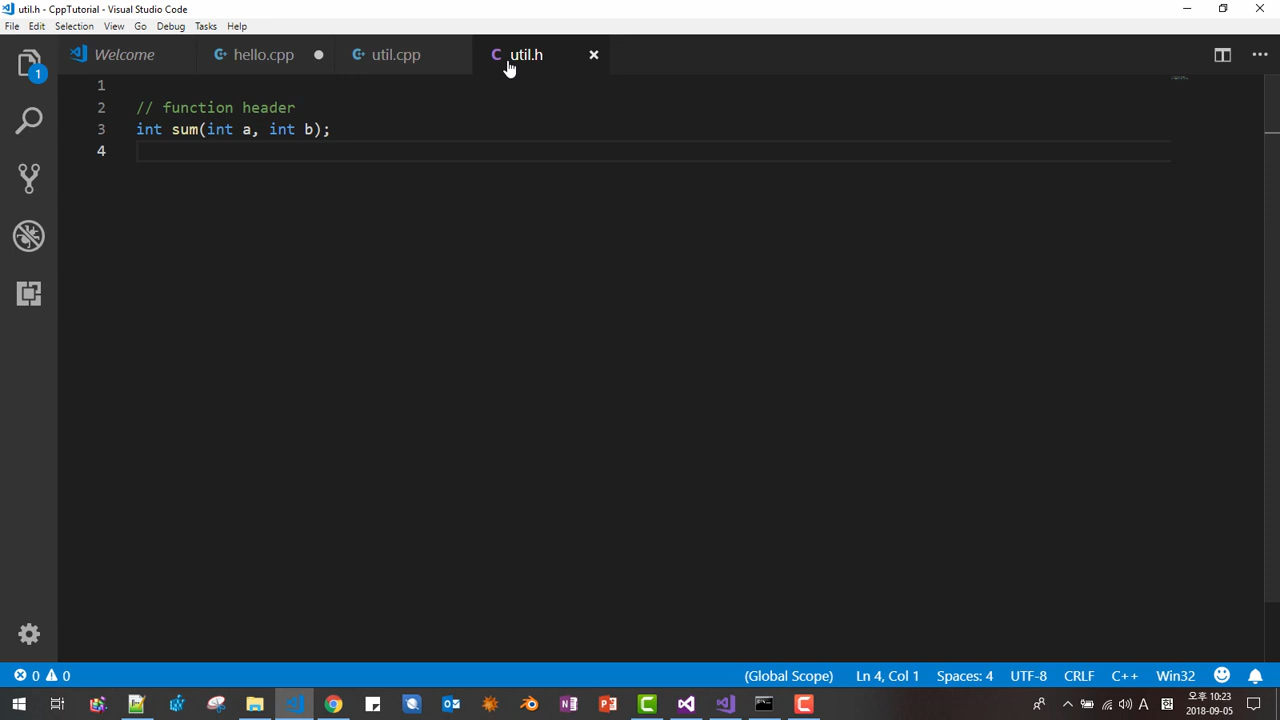 util.h - CppTutorial - Visual Studio Code
File Edit Selection View Go Debug Tasks Help
Welcome hello.cpp util.cpp C util.h
1
1
2 // function header
3 int sum(int a, int b);
4
0 0 (Global Scope) Ln 4, Col 1 Spaces: 4 UTF-8 CRLF C++ Win32
A 오후 10:23
2018-09-05